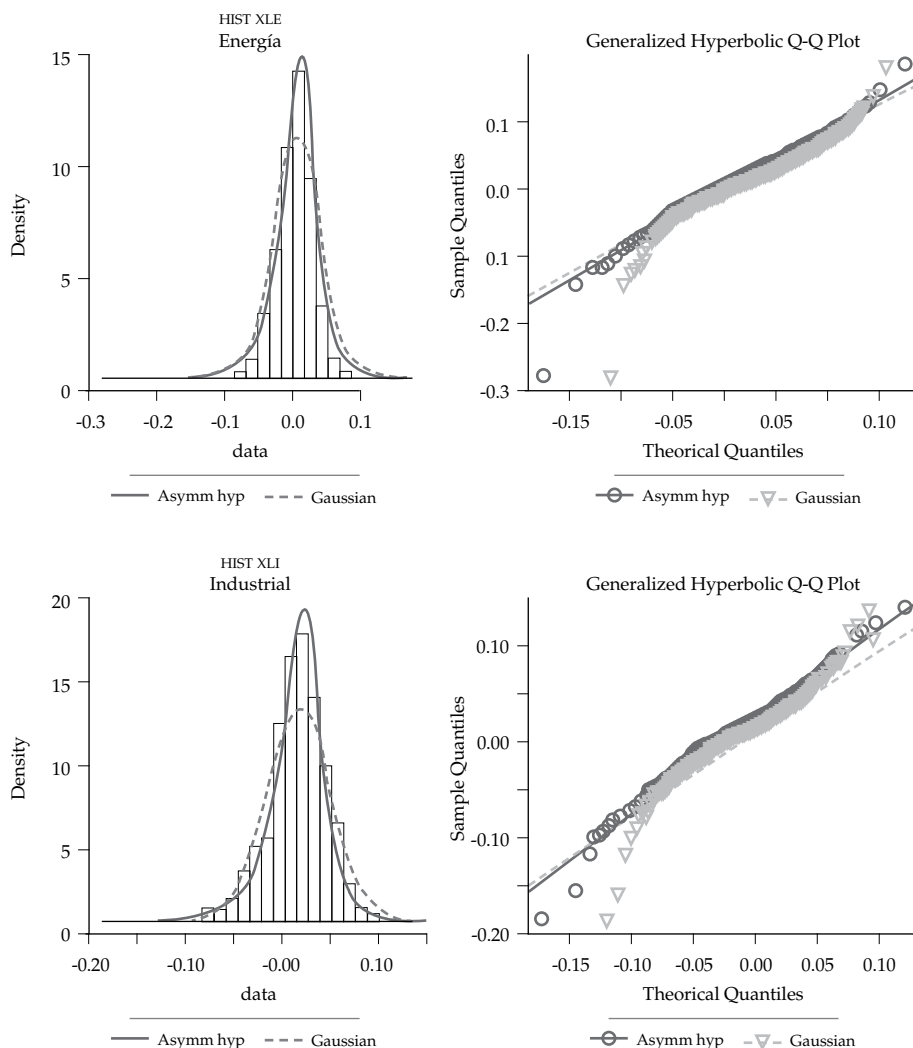 HIST XLE
Energía
15
10
5
0
Density
-0.3
-0.2
-0.1
0.0
0.1
data
Asymm hyp
Gaussian
Generalized Hyperbolic Q-Q Plot
0.1
0.0
0.1
-0.2
-0.3
Sample Quantiles
-0.15
-0.05
0.05
0.10
Theorical Quantiles
Asymm hyp
Gaussian
HIST XLI
Industrial
20
15
10
5
0
Density
-0.20
-0.10
-0.00
0.10
data
Asymm hyp
Gaussian
Generalized Hyperbolic Q-Q Plot
0.10
0.00
-0.10
-0.20
Sample Quantiles
-0.15
-0.10
-0.05
0.00
0.05
0.10
Theorical Quantiles
Asymm hyp
Gaussian